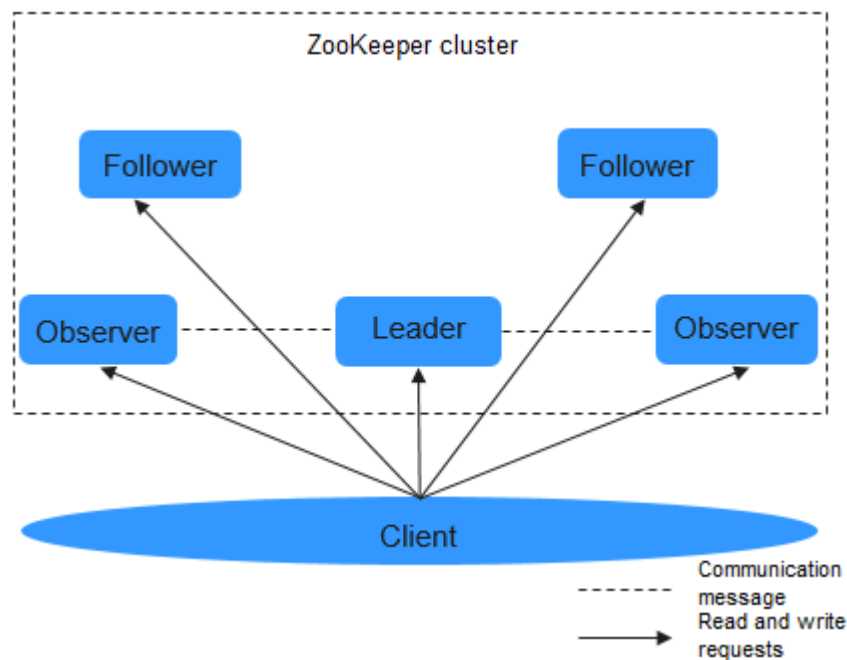 ZooKeeper cluster
Follower
Follower
Observer
Leader
Observer
Client
Communication
message
Read and write
requests